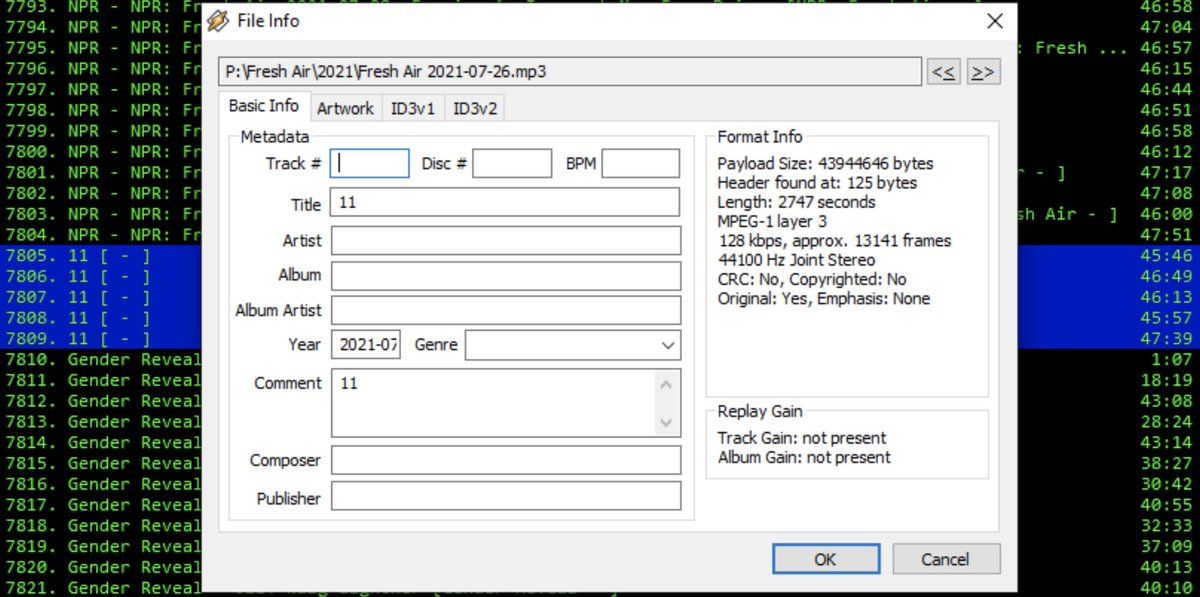 7793. NPR - NPR: Fr
46:58
7794. NPR - NPR: Fr
47:04
7795. NPR - NPR: Fr
: Fresh ... 46:57
7796. NPR - NPR: Fr
46:15
7797. NPR - NPR: Fr
46:44
7798. NPR - NPR: Fr
46:51
7799. NPR - NPR: Fr
46:58
7800. NPR - NPR: Fr
46:12
7801. NPR - NPR: Fr
r - ] 47:17
7802. NPR - NPR: Fr
47:08
7803. NPR - NPR: Fr
sh Air - ] 46:00
7804. NPR - NPR: Fr
47:51
7805. 11 [ - ]
45:46
7806. 11 [ - ]
46:49
7807. 11 [ - ]
46:13
7808. 11 [ - ]
45:57
7809. 11 [ - ]
47:39
7810. Gender Reveal
1:07
7811. Gender Reveal
18:19
7812. Gender Reveal
43:08
7813. Gender Reveal
28:24
7814. Gender Reveal
43:14
7815. Gender Reveal
38:27
7816. Gender Reveal
30:42
7817. Gender Reveal
40:55
7818. Gender Reveal
32:33
7819. Gender Reveal
37:09
7820. Gender Reveal
40:13
7821. Gender Reveal
40:10
File Info
P:\Fresh Air\2021\Fresh Air 2021-07-26.mp3
<< >>
Basic Info Artwork ID3v1 ID3v2
Metadata
Track # Disc # BPM
Title 11
Artist
Album
Album Artist
Year 2021-07 Genre
Comment 11
Composer
Publisher
Format Info
Payload Size: 43944646 bytes
Header found at: 125 bytes
Length: 2747 seconds
MPEG-1 layer 3
128 kbps, approx. 13141 frames
44100 Hz Joint Stereo
CRC: No, Copyrighted: No
Original: Yes, Emphasis: None
Replay Gain
Track Gain: not present
Album Gain: not present
OK Cancel